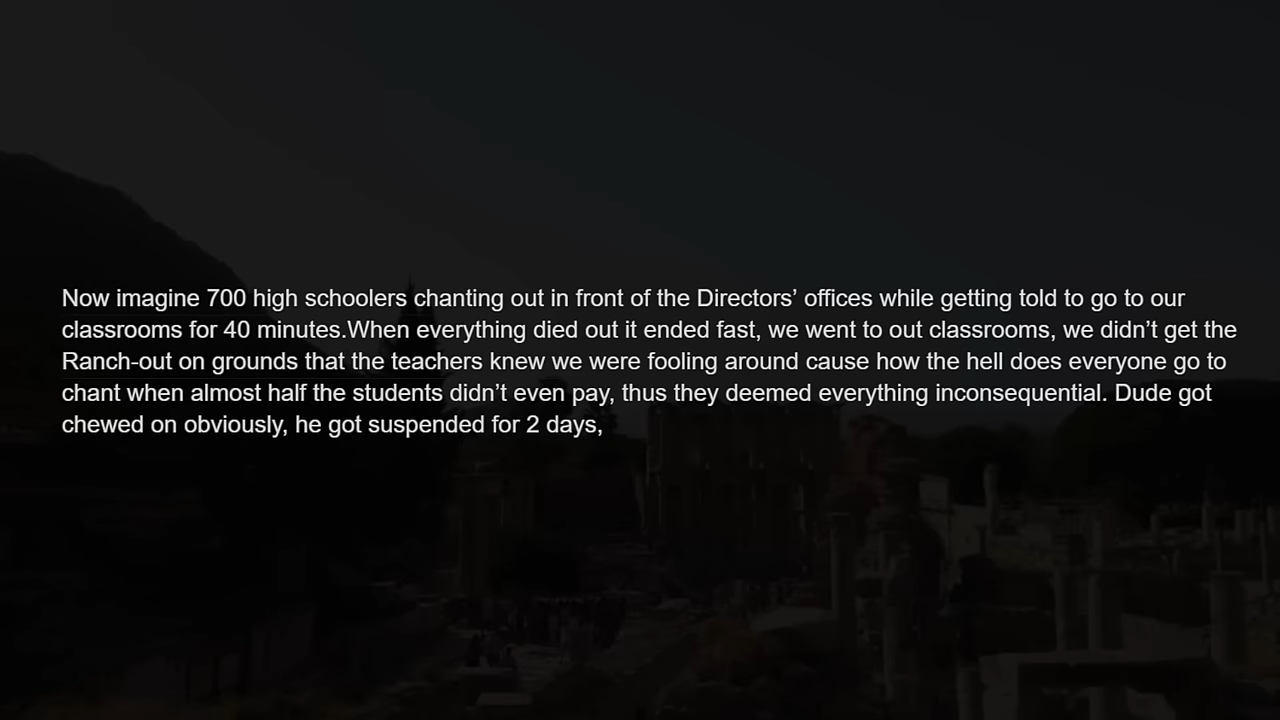 Now imagine 700 high schoolers chanting out in front of the Directors’ offices while getting told to go to our
classrooms for 40 minutes.When everything died out it ended fast, we went to out classrooms, we didn’t get the
Ranch-out on grounds that the teachers knew we were fooling around cause how the hell does everyone go to
chant when almost half the students didn’t even pay, thus they deemed everything inconsequential. Dude got
chewed on obviously, he got suspended for 2 days,